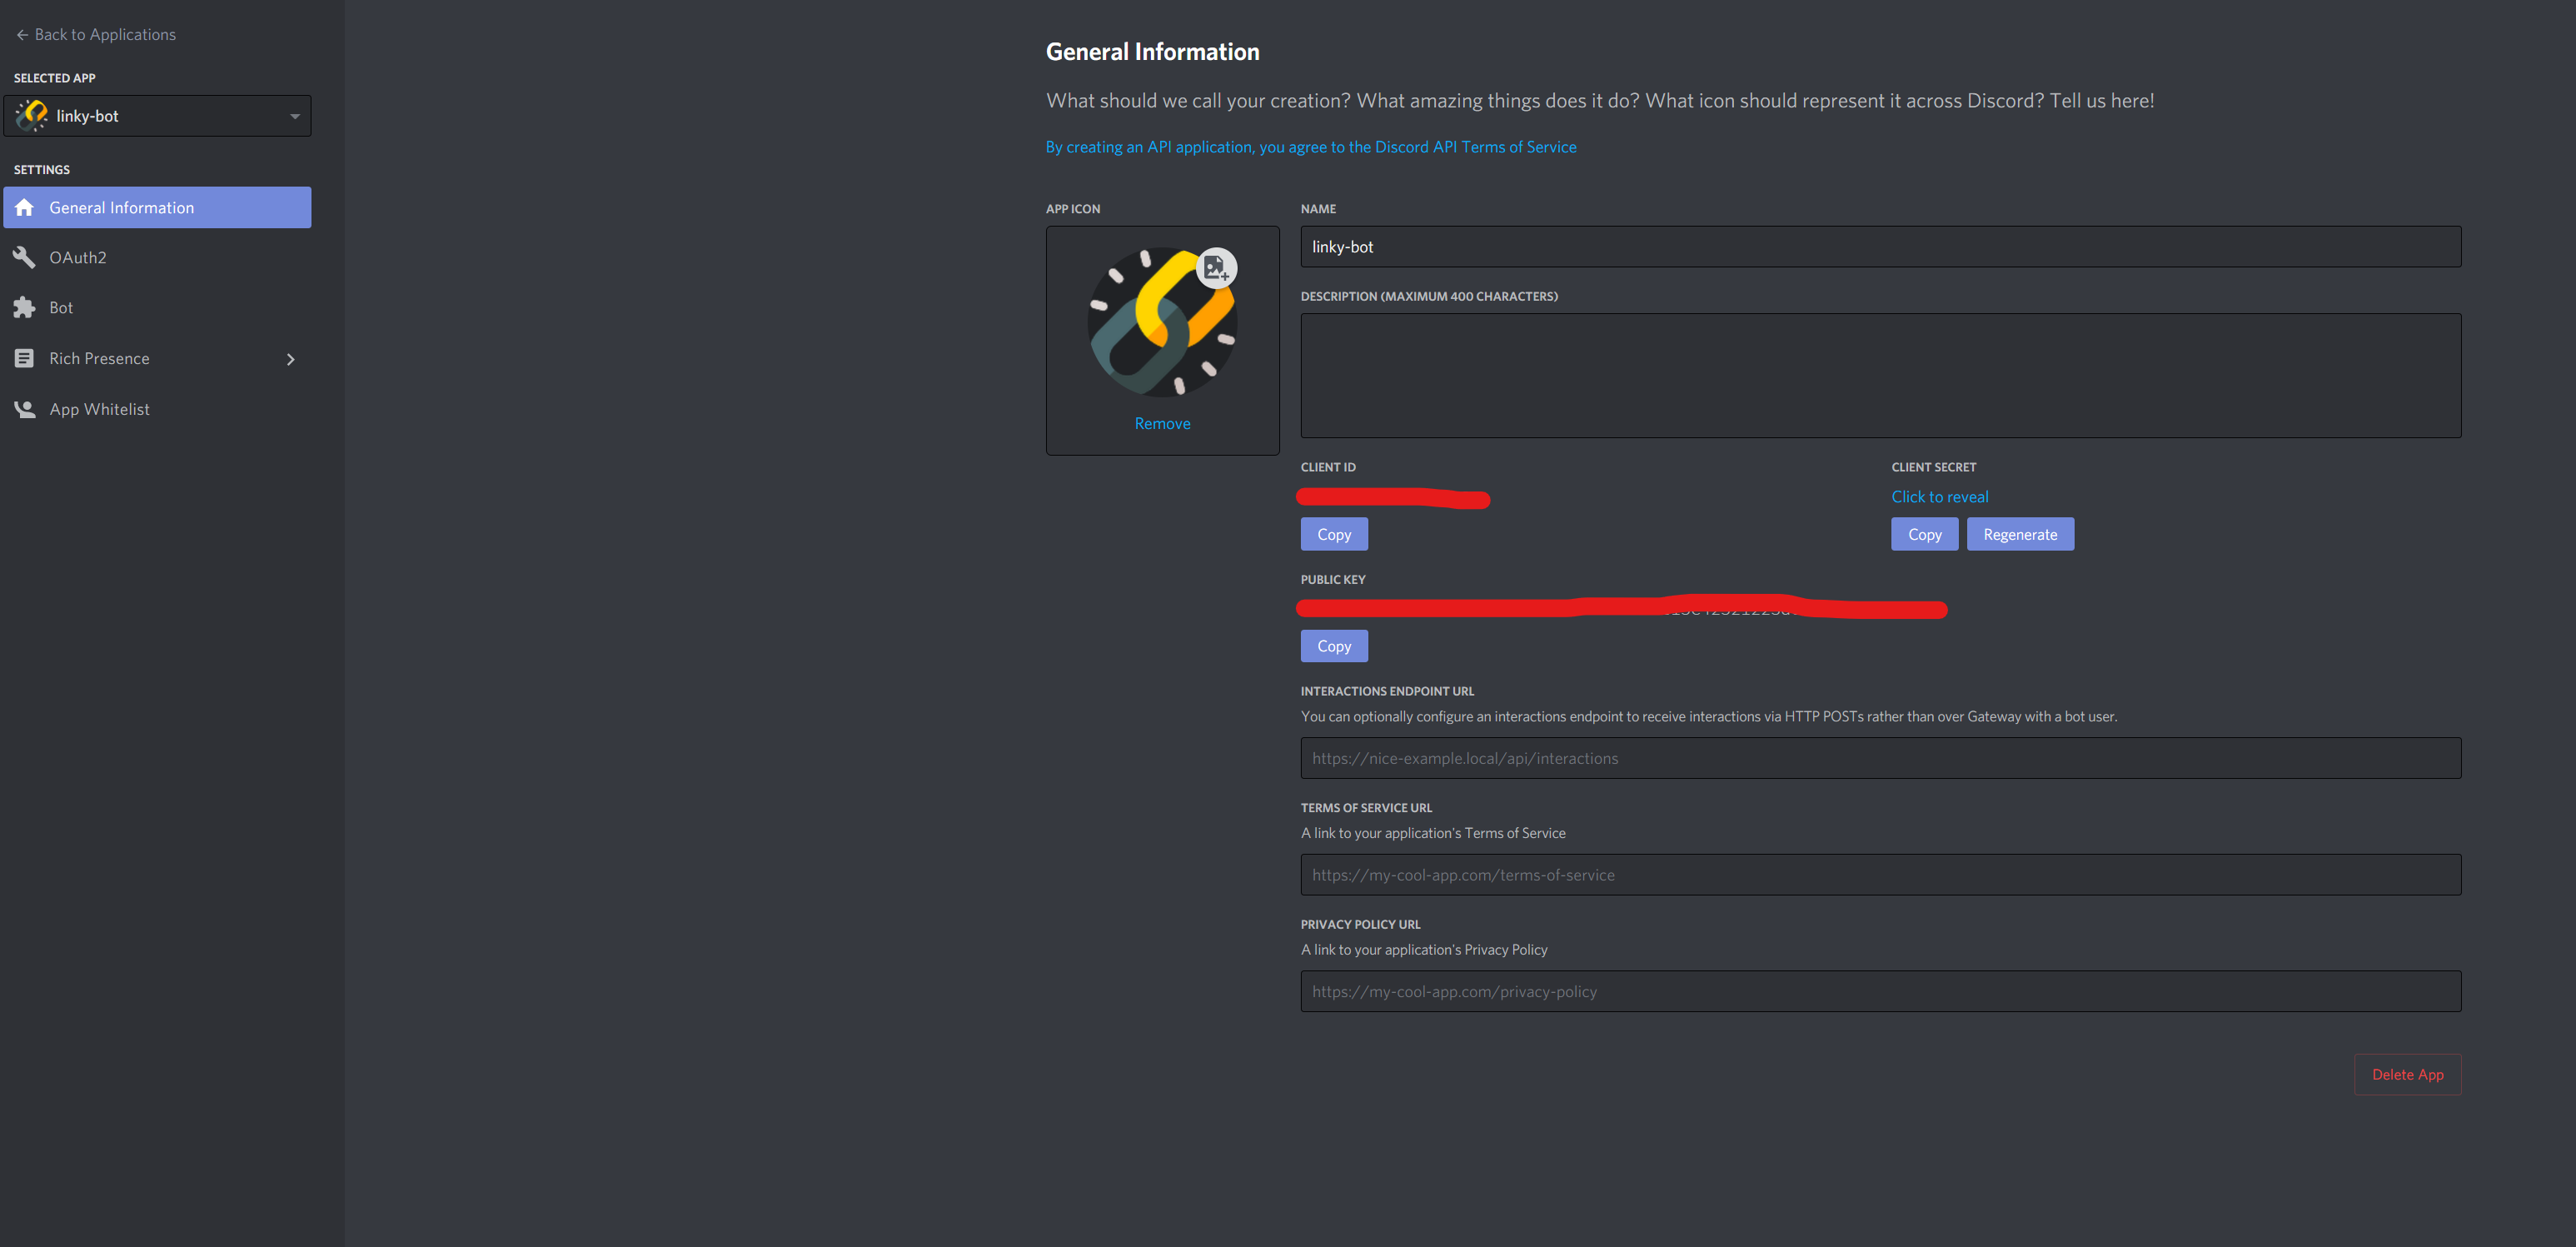 Back to Applications
SELECTED APP
linky-bot
SETTINGS
General Information
OAuth2
Bot
Rich Presence
App Whitelist
General Information
What should we call your creation? What amazing things does it do? What icon should represent it across Discord? Tell us here!
By creating an API application, you agree to the Discord API Terms of Service
APP ICON
Remove
NAME
linky-bot
DESCRIPTION (MAXIMUM 400 CHARACTERS)
CLIENT ID
Copy
CLIENT SECRET
Click to reveal
Copy Regenerate
PUBLIC KEY
Copy
INTERACTIONS ENDPOINT URL
You can optionally configure an interactions endpoint to receive interactions via HTTP POSTs rather than over Gateway with a bot user.
https://nice-example.local/api/interactions
TERMS OF SERVICE URL
A link to your application's Terms of Service
https://my-cool-app.com/terms-of-service
PRIVACY POLICY URL
A link to your application's Privacy Policy
https://my-cool-app.com/privacy-policy
Delete App